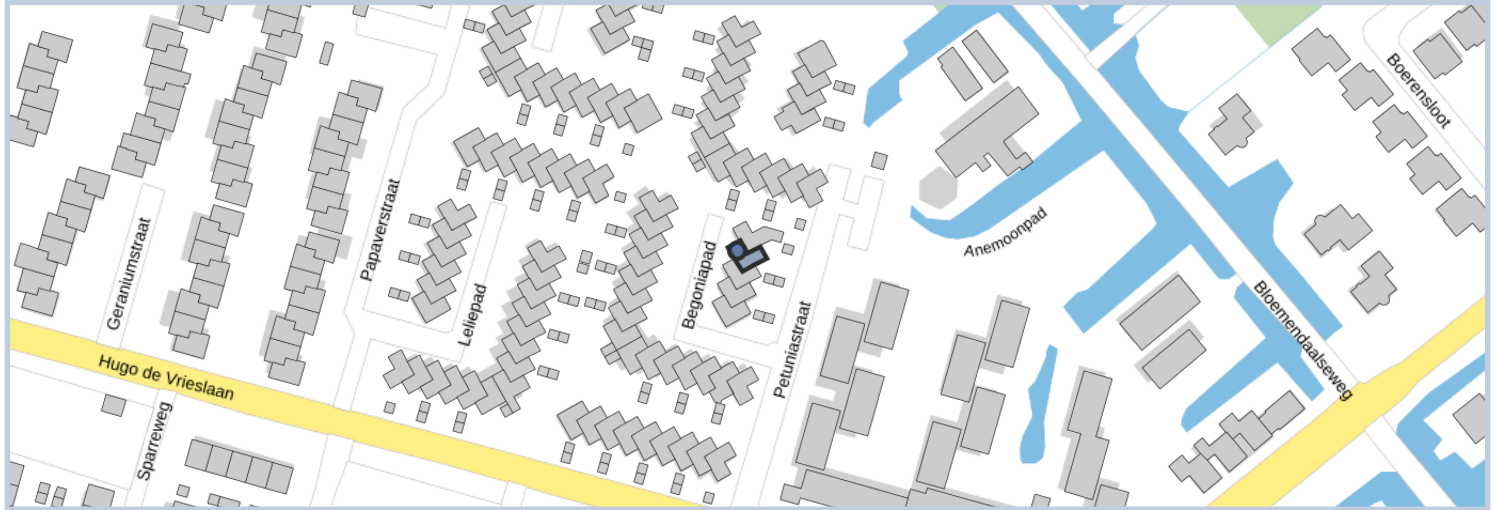 Boerensloot
Papaverstraat
Geraniumstraat
Anemoonpad
Begoniapad
Leliepad
Petuniastraat
Bloemendaalseweg
Hugo de Vrieslaan
Sparreweg